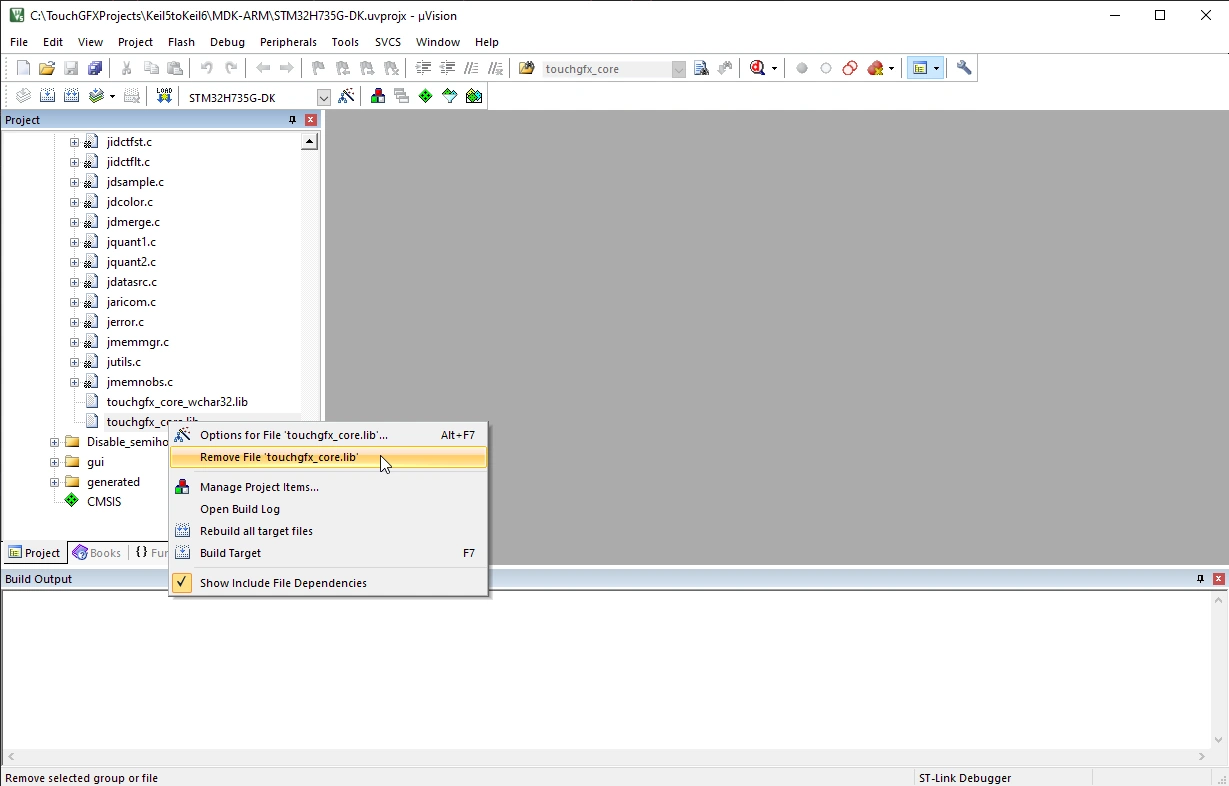 C:\TouchGFXProjects\Keil5toKeil6\MDK-ARM\STM32H735G-DK.uvprojx - µVision
File Edit View Project Flash Debug Peripherals Tools SVCS Window Help
touchgfx_core
LOAD STM32H735G-DK
Project
jidctfst.c
jidctflt.c
jdsample.c
jdcolor.c
jdmerge.c
jquant1.c
jquant2.c
jdatasrc.c
jaricom.c
jerror.c
jmemmgr.c
jutils.c
jmemnobs.c
touchgfx_core_wchar32.lib
touchgfx_core.lib
Disable_semiho
gui
generated
CMSIS
Options for File 'touchgfx_core.lib'... Alt+F7
Remove File 'touchgfx_core.lib'
Manage Project Items...
Open Build Log
Rebuild all target files
Build Target F7
Show Include File Dependencies
Project Books {} Fun
Build Output
Remove selected group or file ST-Link Debugger